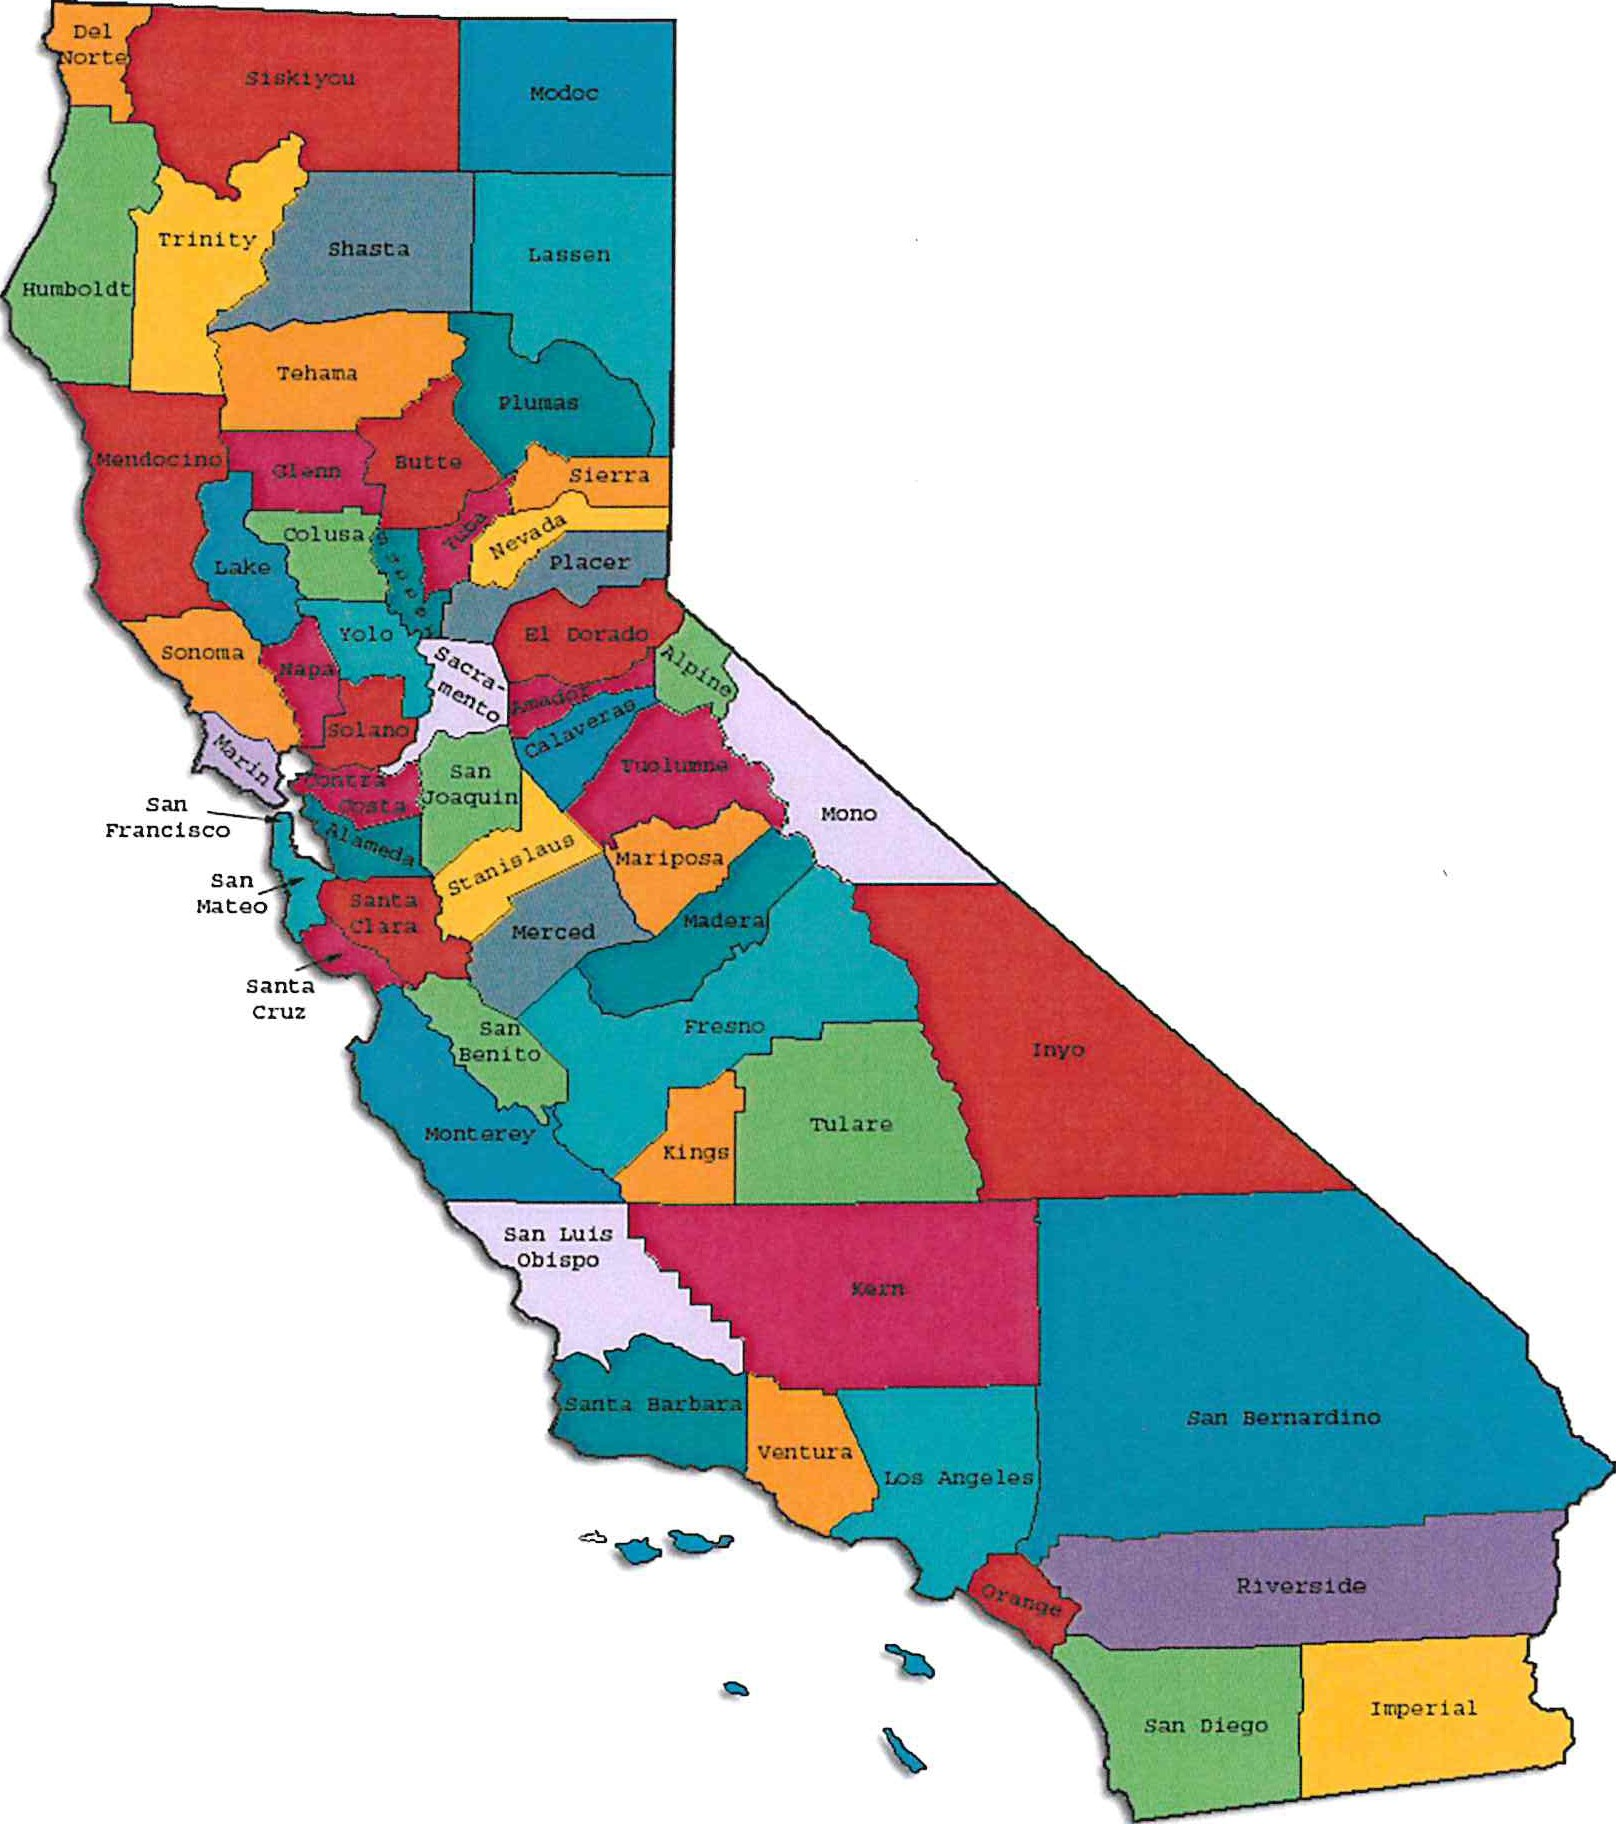 Del
Norte
Siskiyou
Modoc
Humboldt
Trinity
Shasta
Lassen
Tehama
Plumas
Mendocino
Glenn
Butte
Sierra
Lake
Colusa
Sutter
Yuba
Nevada
Placer
Sonoma
Napa
Yolo
El Dorado
Sacra-
mento
Amador
Alpine
Marin
Solano
Calaveras
Contra
Costa
San
Joaquin
Tuolumne
Mono
San
Francisco
Alameda
Stanislaus
Mariposa
San
Mateo
Santa
Clara
Merced
Madera
Santa
Cruz
San
Benito
Fresno
Inyo
Monterey
Kings
Tulare
San Luis
Obispo
Kern
Santa Barbara
Ventura
Los Angeles
San Bernardino
Orange
Riverside
San Diego
Imperial